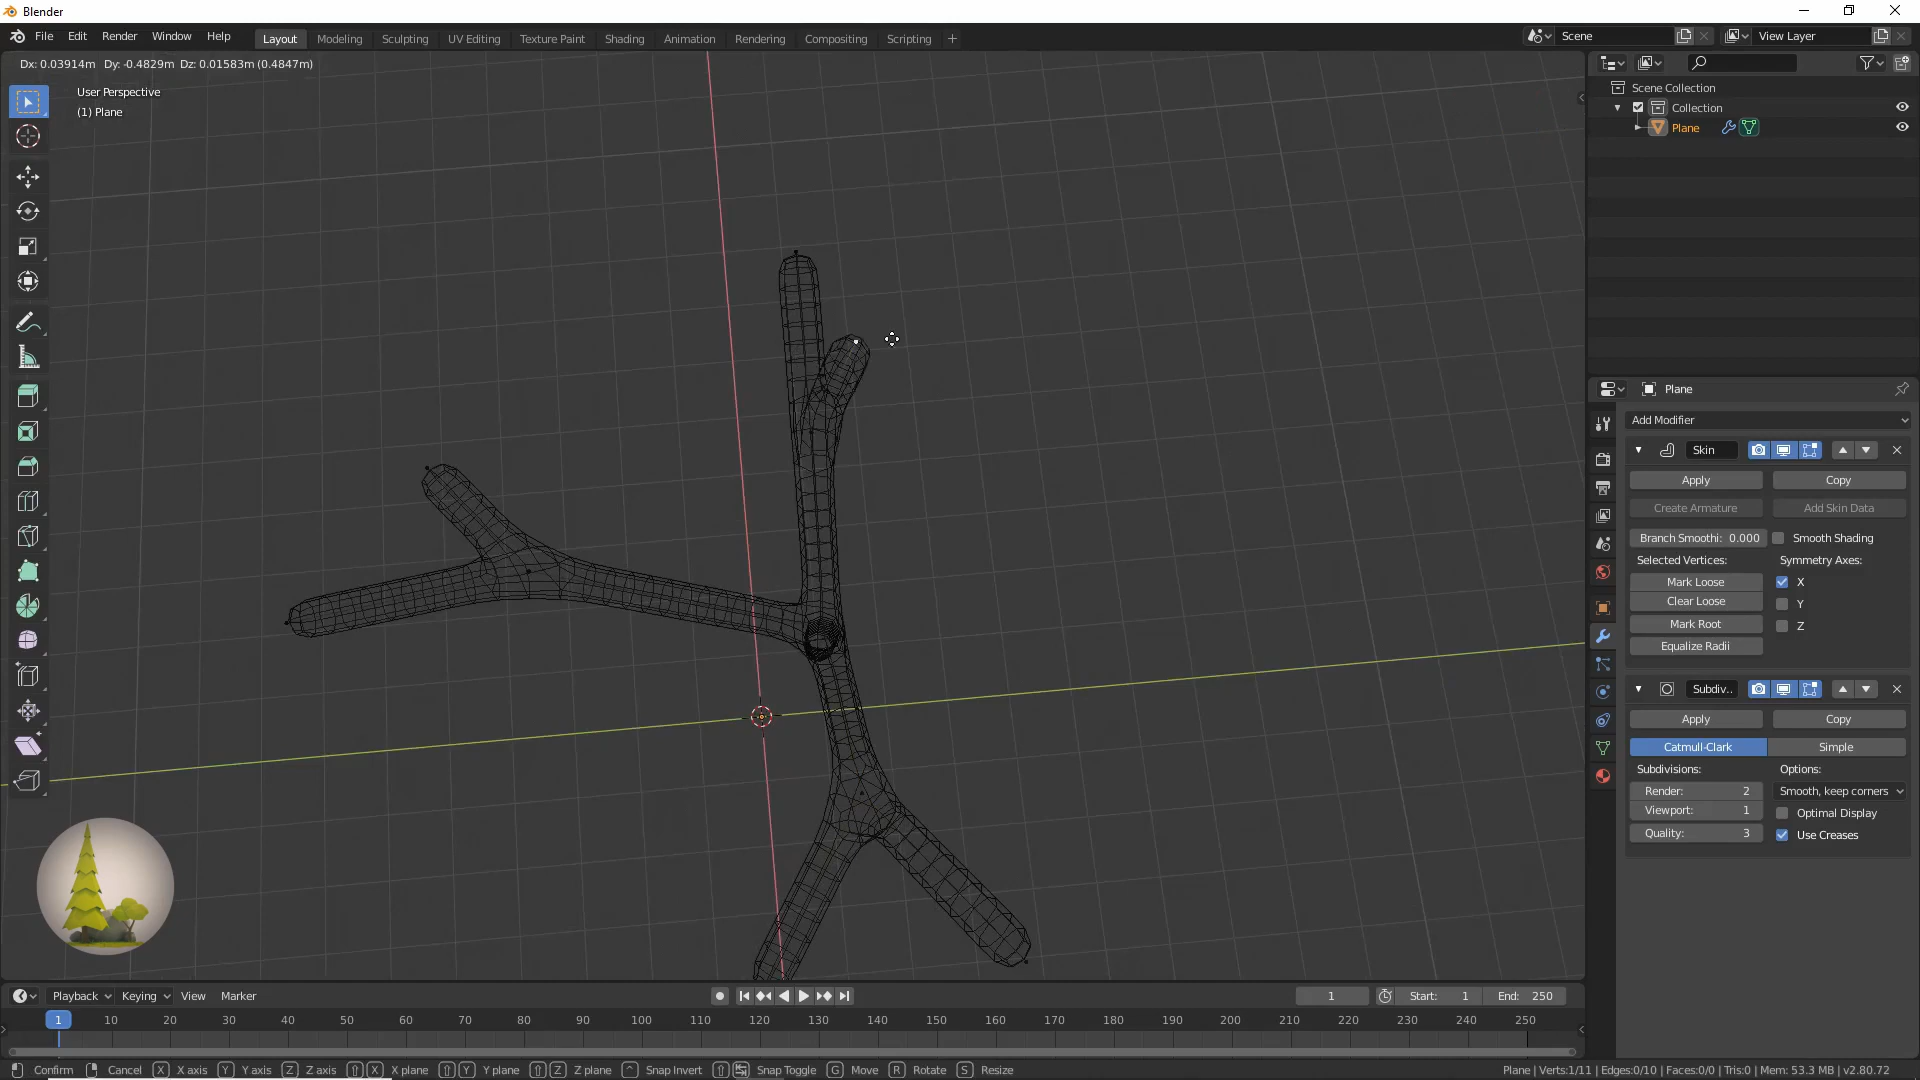 Blender
File Edit Render Window Help
Layout Modeling Sculpting UV Editing Texture Paint Shading Animation Rendering Compositing Scripting
Scene
View Layer
Dx: 0.03914m Dy: -0.4829m Dz: 0.01583m (0.4847m)
User Perspective
(1) Plane
Scene Collection
Collection
Plane
Plane
Add Modifier
Skin
Apply Copy
Create Armature Add Skin Data
Branch Smoothi: 0.000 Smooth Shading
Selected Vertices: Symmetry Axes:
Mark Loose X
Clear Loose Y
Mark Root Z
Equalize Radii
Subdiv..
Apply Copy
Catmull-Clark Simple
Subdivisions: Options:
Render: 2 Smooth, keep corners
Viewport: 1 Optimal Display
Quality: 3 Use Creases
Playback Keying View Marker
1 Start: 1 End: 250
1 10 20 30 40 50 60 70 80 90 100 110 120 130 140 150 160 170 180 190 200 210 220 230 240 250
Confirm Cancel X X axis Y Y axis Z Z axis X X plane Y Y plane Z Z plane Snap Invert Snap Toggle G Move R Rotate S Resize
Plane | Verts:1/11 | Edges:0/10 | Faces:0/0 | Tris:0 | Mem: 53.3 MB | v2.80.72